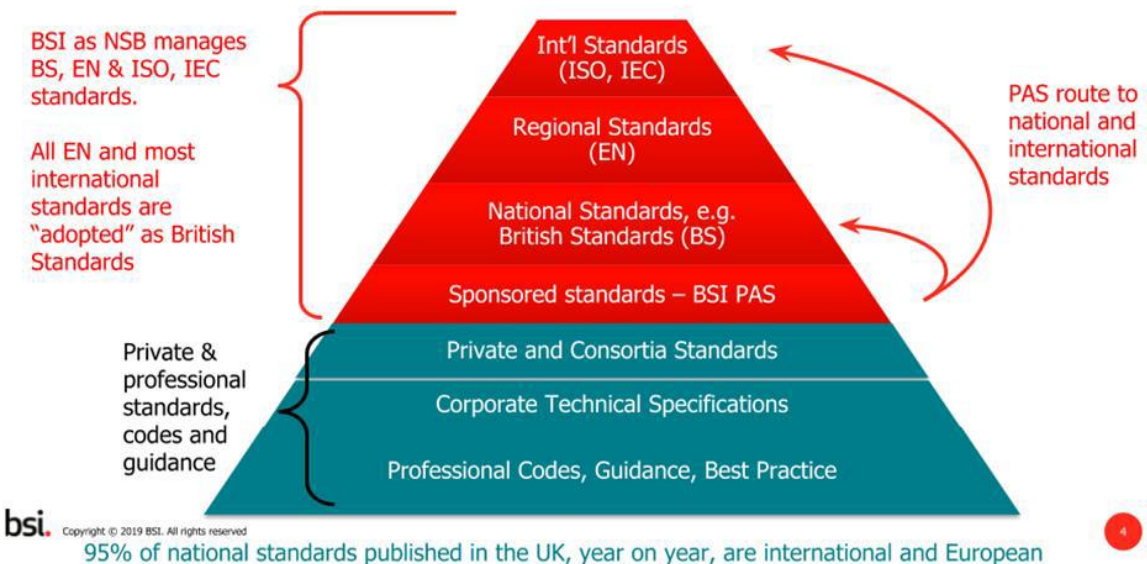 BSI as NSB manages
BS, EN & ISO, IEC
standards.
All EN and most
international
standards are
“adopted” as British
Standards
Int'l Standards
(ISO, IEC)
Regional Standards
(EN)
National Standards, e.g.
British Standards (BS)
Sponsored standards – BSI PAS
PAS route to
national and
international
standards
Private &
professional
standards,
codes and
guidance
Private and Consortia Standards
Corporate Technical Specifications
Professional Codes, Guidance, Best Practice
bsi. Copyright © 2019 BSI. All rights reserved
4
95% of national standards published in the UK, year on year, are international and European